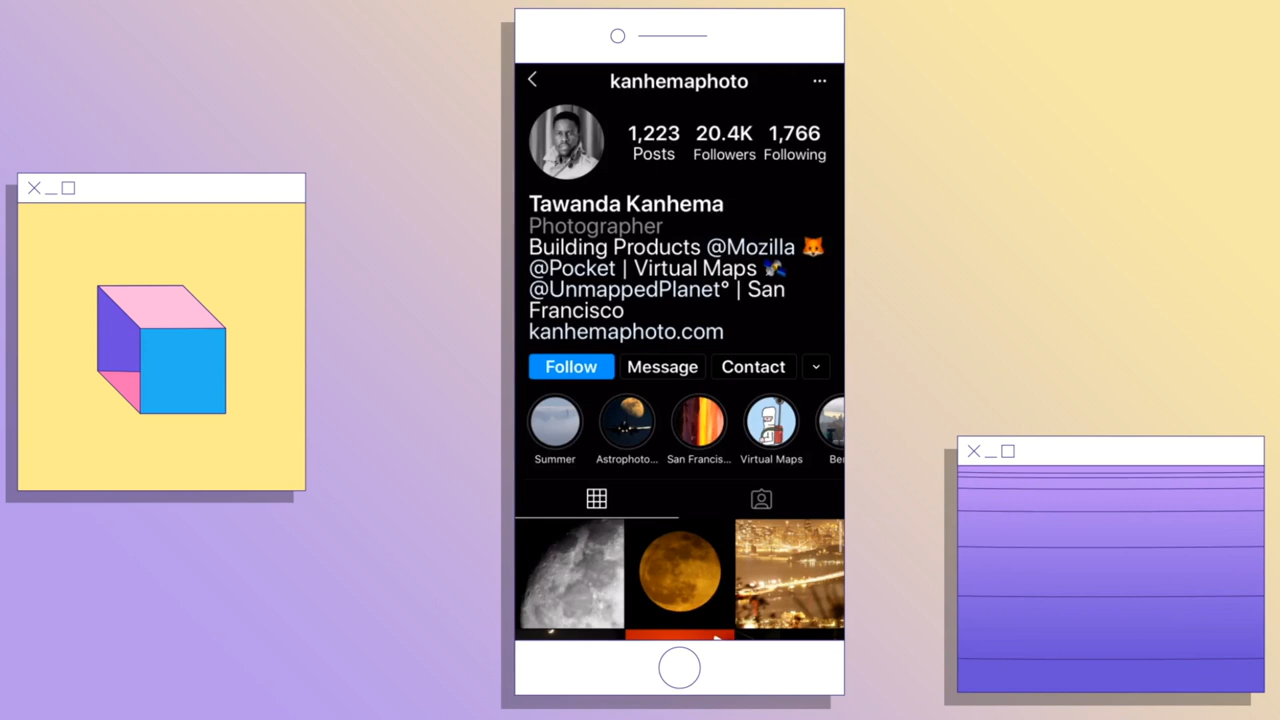 kanhemaphoto
1,223 20.4K 1,766
Posts Followers Following
Tawanda Kanhema
Photographer
Building Products @Mozilla 🦊
@Pocket | Virtual Maps 🛰️
@UnmappedPlanet° | San
Francisco
kanhemaphoto.com
Follow Message Contact
Summer Astrophoto... San Francis... Virtual Maps Ber